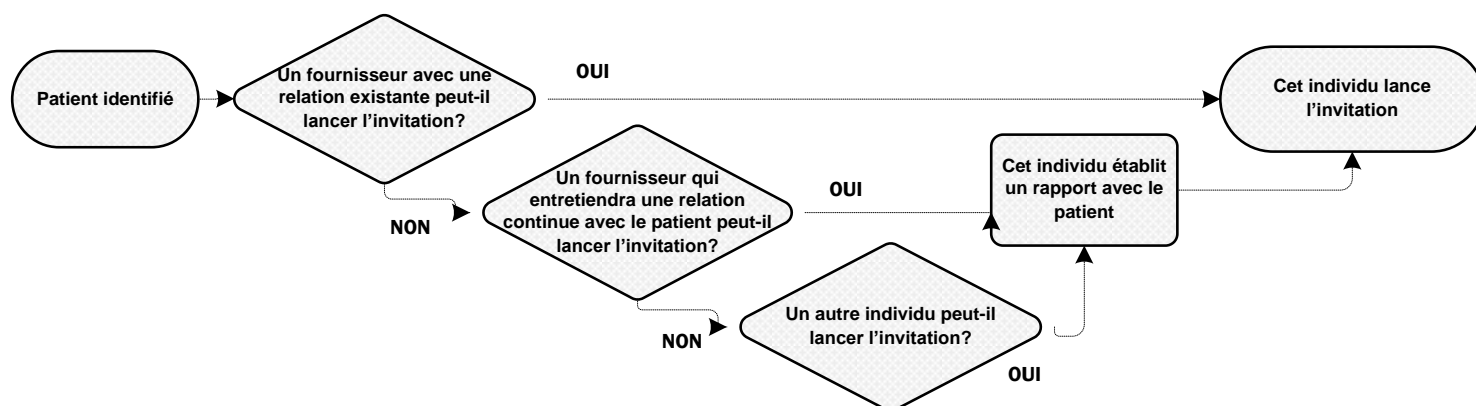 Patient identifié
Un fournisseur avec une
relation existante peut-il
lancer l’invitation?
OUI
Cet individu lance
l’invitation
NON
Un fournisseur qui
entretiendra une relation
continue avec le patient peut-il
lancer l’invitation?
OUI
Cet individu établit
un rapport avec le
patient
NON
Un autre individu peut-il
lancer l’invitation?
OUI